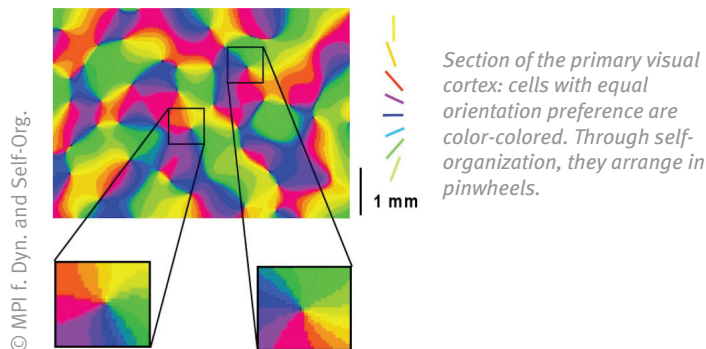 © MPI f. Dyn. and Self-Org.
1 mm
Section of the primary visual
cortex: cells with equal
orientation preference are
color-colored. Through self-
organization, they arrange in
pinwheels.